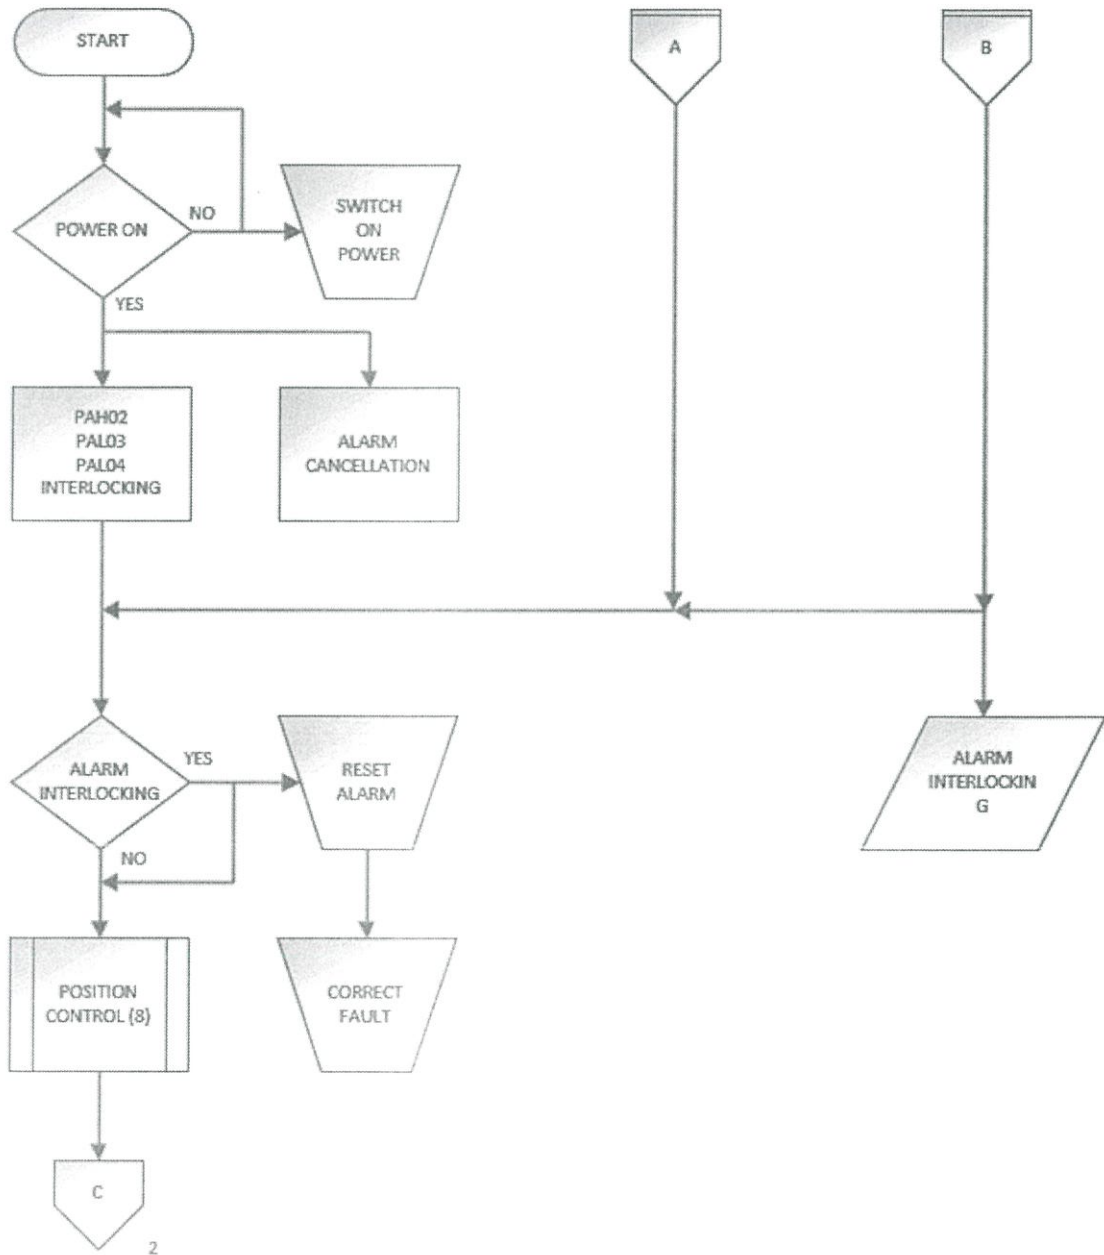 START
A
B
POWER ON
NO
SWITCH
ON
POWER
YES
PAH02
PAL03
PAL04
INTERLOCKING
ALARM
CANCELLATION
ALARM
INTERLOCKING
YES
RESET
ALARM
ALARM
INTERLOCKIN
G
NO
POSITION
CONTROL (8)
CORRECT
FAULT
C
2